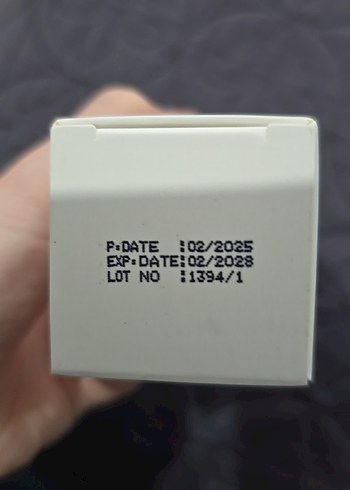 P:DATE :02/2025
EXP:DATE:02/2028
LOT NO :1394/1